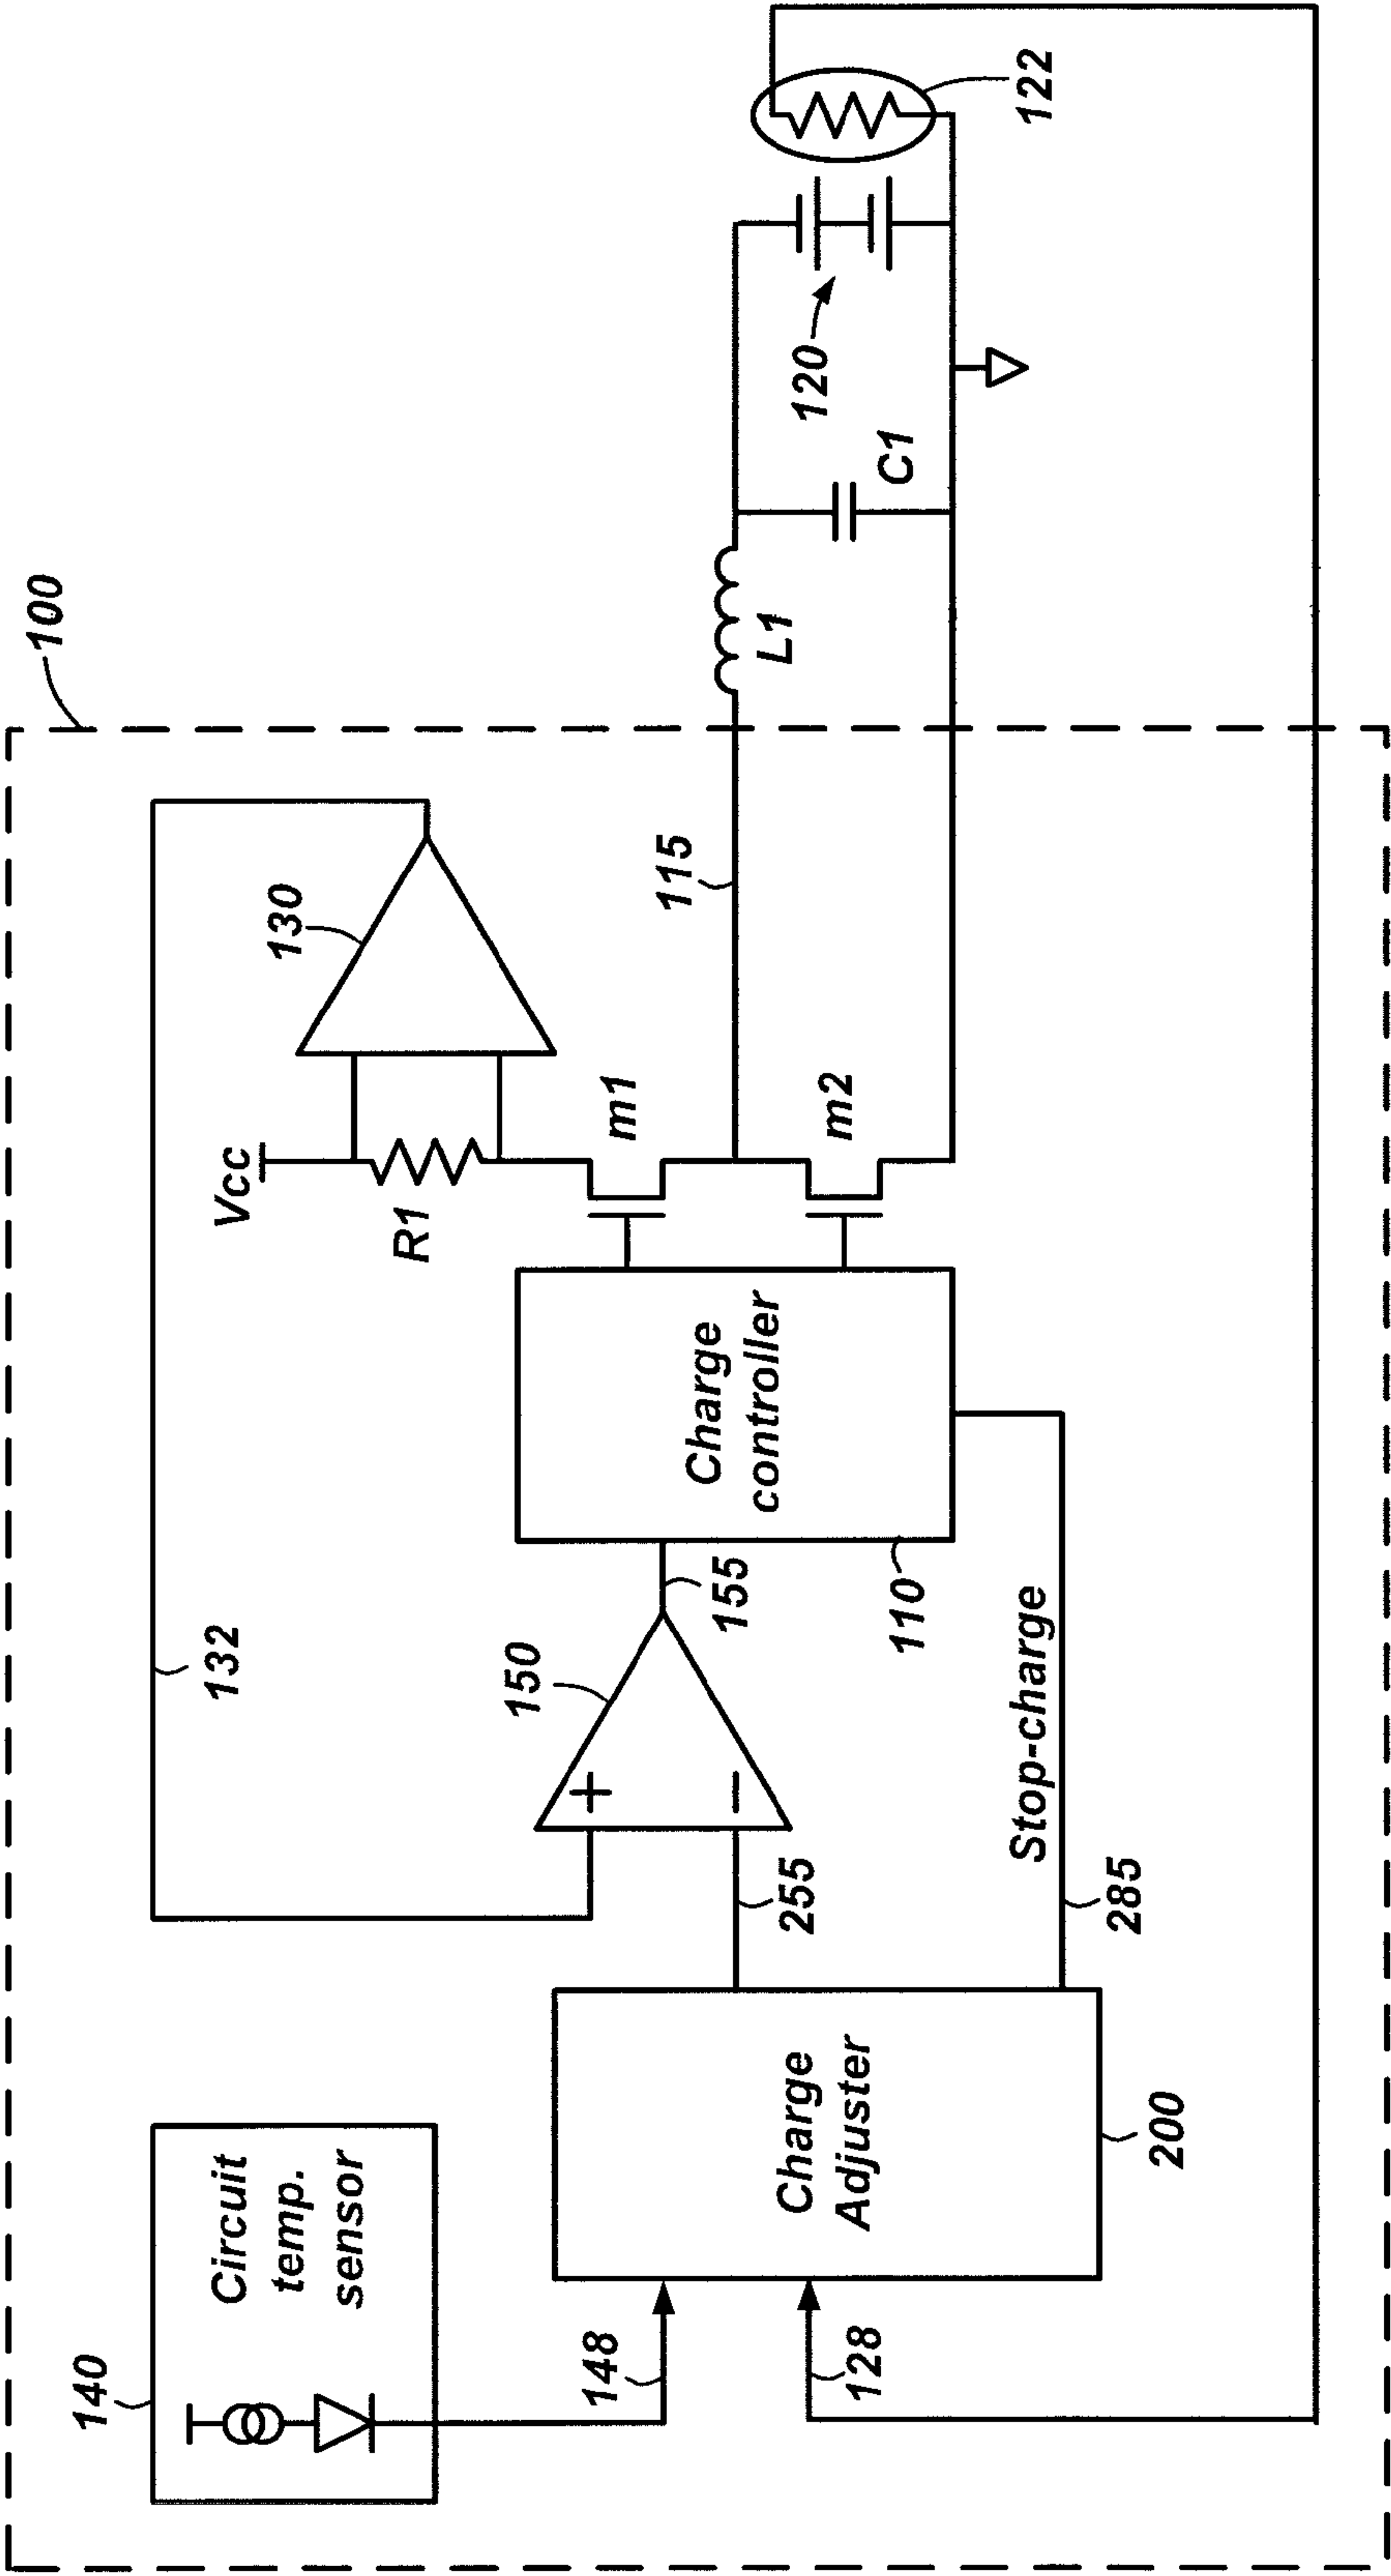 100
140
Circuit
temp.
sensor
132
Vcc
R1
130
148
128
Charge
Adjuster
200
255
150
155
Charge
controller
110
Stop-charge
285
m1
m2
115
L1
C1
120
122
+
−